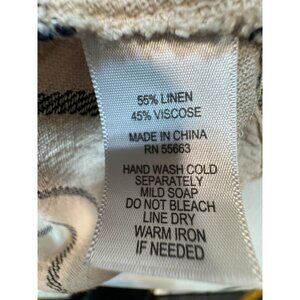 55% LINEN
45% VISCOSE
MADE IN CHINA
RN 55663
HAND WASH COLD
SEPARATELY
MILD SOAP
DO NOT BLEACH
LINE DRY
WARM IRON
IF NEEDED